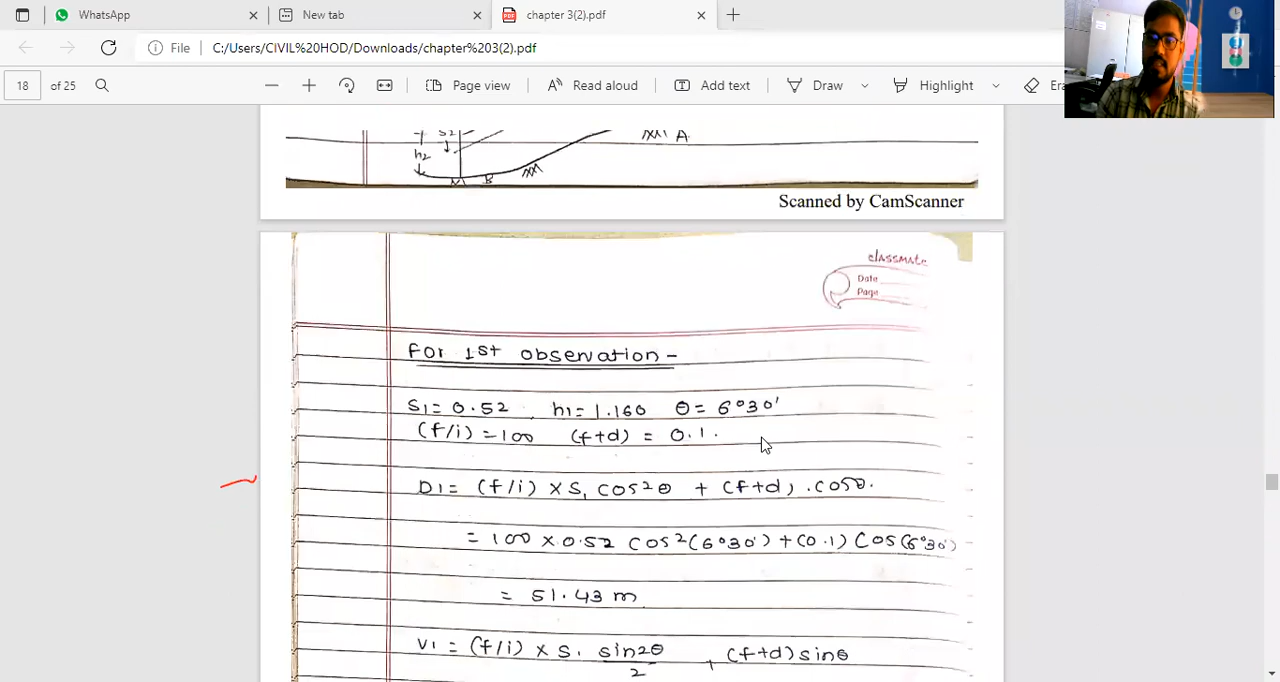 WhatsApp
New tab
chapter 3(2).pdf
File
C:/Users/CIVIL%20HOD/Downloads/chapter%203(2).pdf
18 of 25
Page view
Read aloud
Add text
Draw
Highlight
S2
h2
A
B
Scanned by CamScanner
classmate
Date
Page
For 1st observation -
S1 = 0.52 , h1 = 1.160 θ = 6°30'
(f/i) = 100 (f+d) = 0.1.
D1 = (f/i) × S1 cos²θ + (f+d) . cosθ.
= 100 × 0.52 cos²(6°30') + (0.1) cos(6°30')
= 51.43 m
V1 = (f/i) × S1 sin2θ/2 + (f+d) sinθ